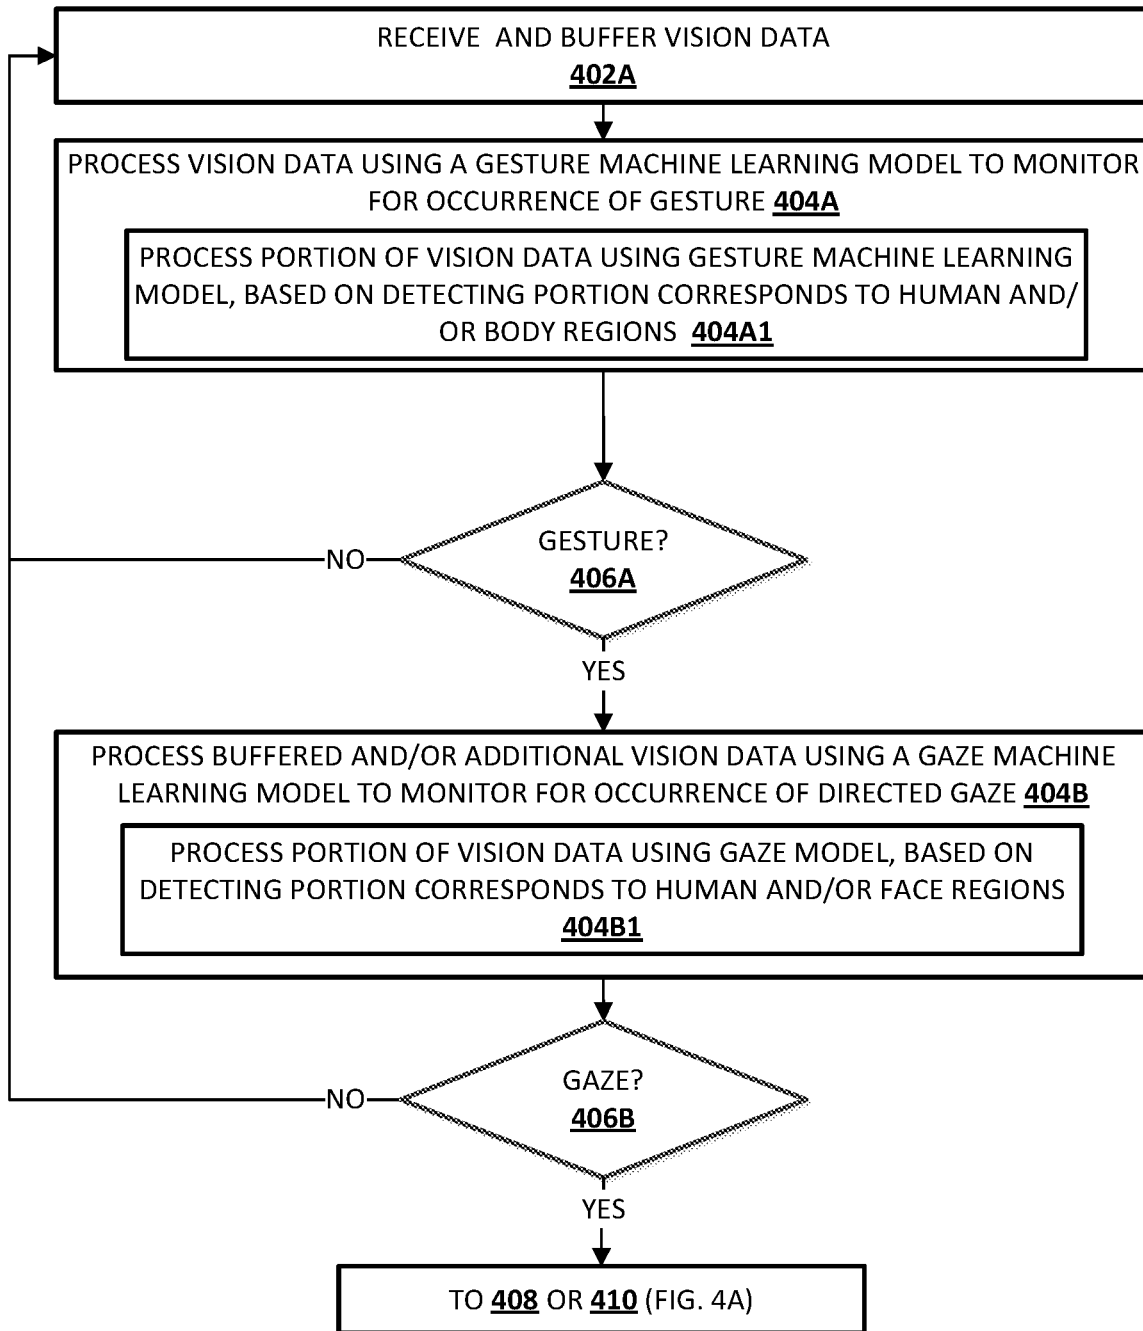 RECEIVE AND BUFFER VISION DATA
402A
PROCESS VISION DATA USING A GESTURE MACHINE LEARNING MODEL TO MONITOR
FOR OCCURRENCE OF GESTURE 404A
PROCESS PORTION OF VISION DATA USING GESTURE MACHINE LEARNING
MODEL, BASED ON DETECTING PORTION CORRESPONDS TO HUMAN AND/
OR BODY REGIONS 404A1
GESTURE?
406A
NO
YES
PROCESS BUFFERED AND/OR ADDITIONAL VISION DATA USING A GAZE MACHINE
LEARNING MODEL TO MONITOR FOR OCCURRENCE OF DIRECTED GAZE 404B
PROCESS PORTION OF VISION DATA USING GAZE MODEL, BASED ON
DETECTING PORTION CORRESPONDS TO HUMAN AND/OR FACE REGIONS
404B1
GAZE?
406B
NO
YES
TO 408 OR 410 (FIG. 4A)